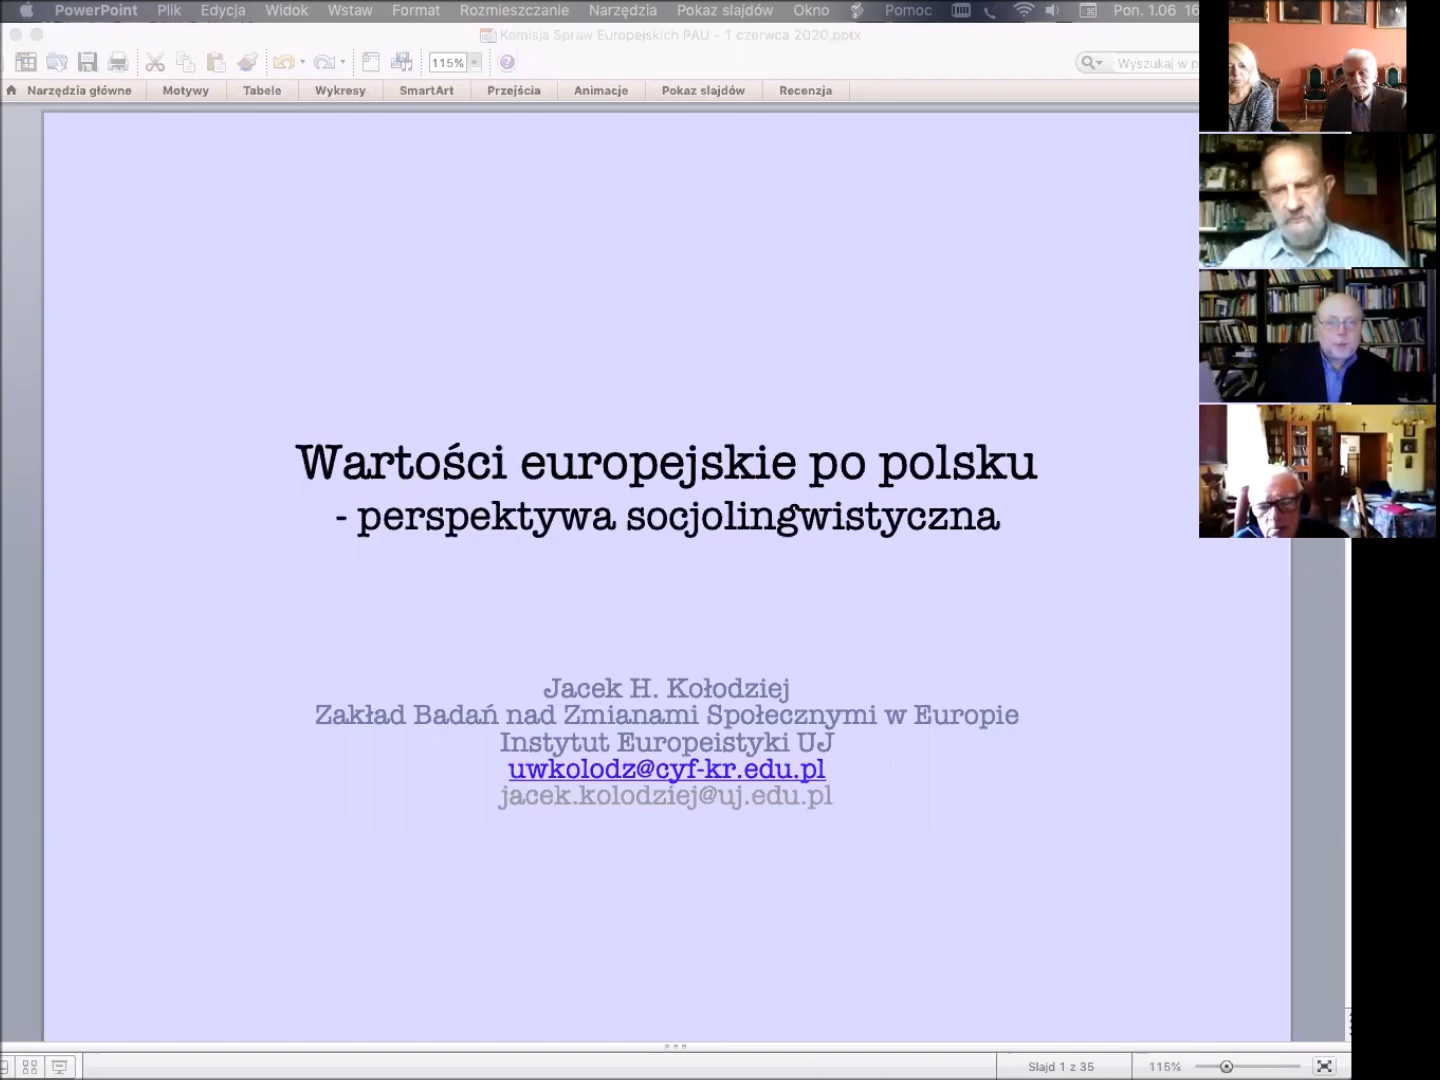 PowerPoint Plik Edycja Widok Wstaw Format Rozmieszczanie Narzędzia Pokaz slajdów Okno Pomoc Pon. 1.06 16
Komisja Spraw Europejskich PAU - 1 czerwca 2020.pptx
115%
Wyszukaj w p
Narzędzia główne Motywy Tabele Wykresy SmartArt Przejścia Animacje Pokaz slajdów Recenzja
Wartości europejskie po polsku
- perspektywa socjolingwistyczna
Jacek H. Kołodziej
Zakład Badań nad Zmianami Społecznymi w Europie
Instytut Europeistyki UJ
uwkolodz@cyf-kr.edu.pl
jacek.kolodziej@uj.edu.pl
Slajd 1 z 35 115%